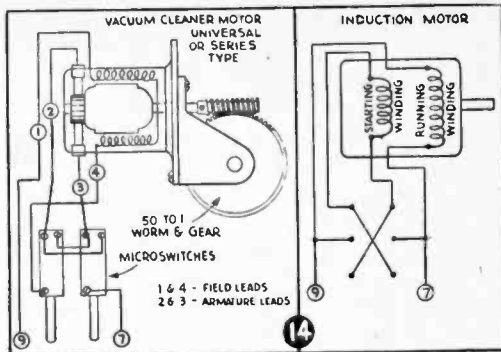 VACUUM CLEANER MOTOR
UNIVERSAL
OR SERIES
TYPE
1
2
3
4
50 TO 1
WORM & GEAR
MICROSWITCHES
1 & 4 - FIELD LEADS
2 & 3 - ARMATURE LEADS
9
7
INDUCTION MOTOR
STARTING
WINDING
RUNNING
WINDING
9
7
14